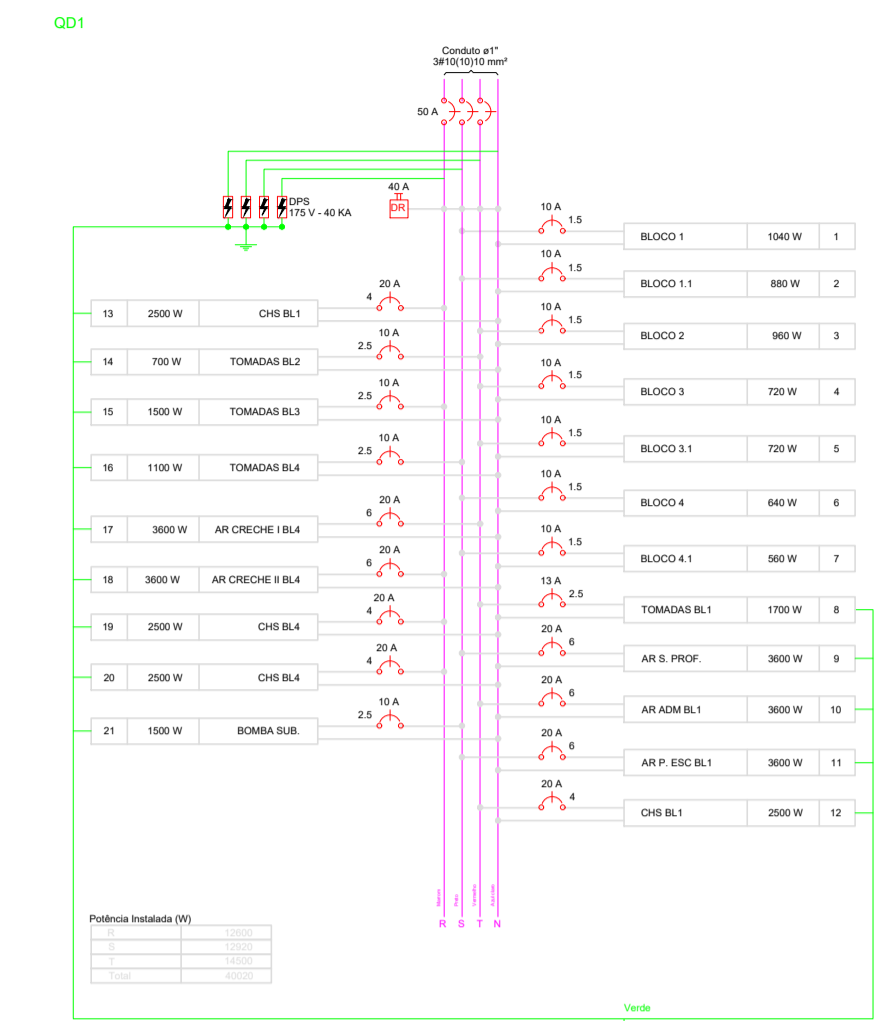 QD1
Conduto ø1"
3#10(10)10 mm²
50 A
DPS
175 V - 40 KA
40 A
DR
10 A
1.5
BLOCO 1 1040 W 1
10 A
1.5
BLOCO 1.1 880 W 2
10 A
1.5
BLOCO 2 960 W 3
10 A
1.5
BLOCO 3 720 W 4
10 A
1.5
BLOCO 3.1 720 W 5
10 A
1.5
BLOCO 4 640 W 6
10 A
1.5
BLOCO 4.1 560 W 7
13 A
2.5
TOMADAS BL1 1700 W 8
20 A
6
AR S. PROF. 3600 W 9
20 A
6
AR ADM BL1 3600 W 10
20 A
6
AR P. ESC BL1 3600 W 11
20 A
4
CHS BL1 2500 W 12
20 A
4
13 2500 W CHS BL1
10 A
2.5
14 700 W TOMADAS BL2
10 A
2.5
15 1500 W TOMADAS BL3
10 A
2.5
16 1100 W TOMADAS BL4
20 A
6
17 3600 W AR CRECHE I BL4
20 A
6
18 3600 W AR CRECHE II BL4
20 A
4
19 2500 W CHS BL4
20 A
4
20 2500 W CHS BL4
10 A
2.5
21 1500 W BOMBA SUB.
Marrom
Preto
Vermelho
Azul claro
R S T N
Potência Instalada (W)
R 12600
S 12920
T 14500
Total 40020
Verde